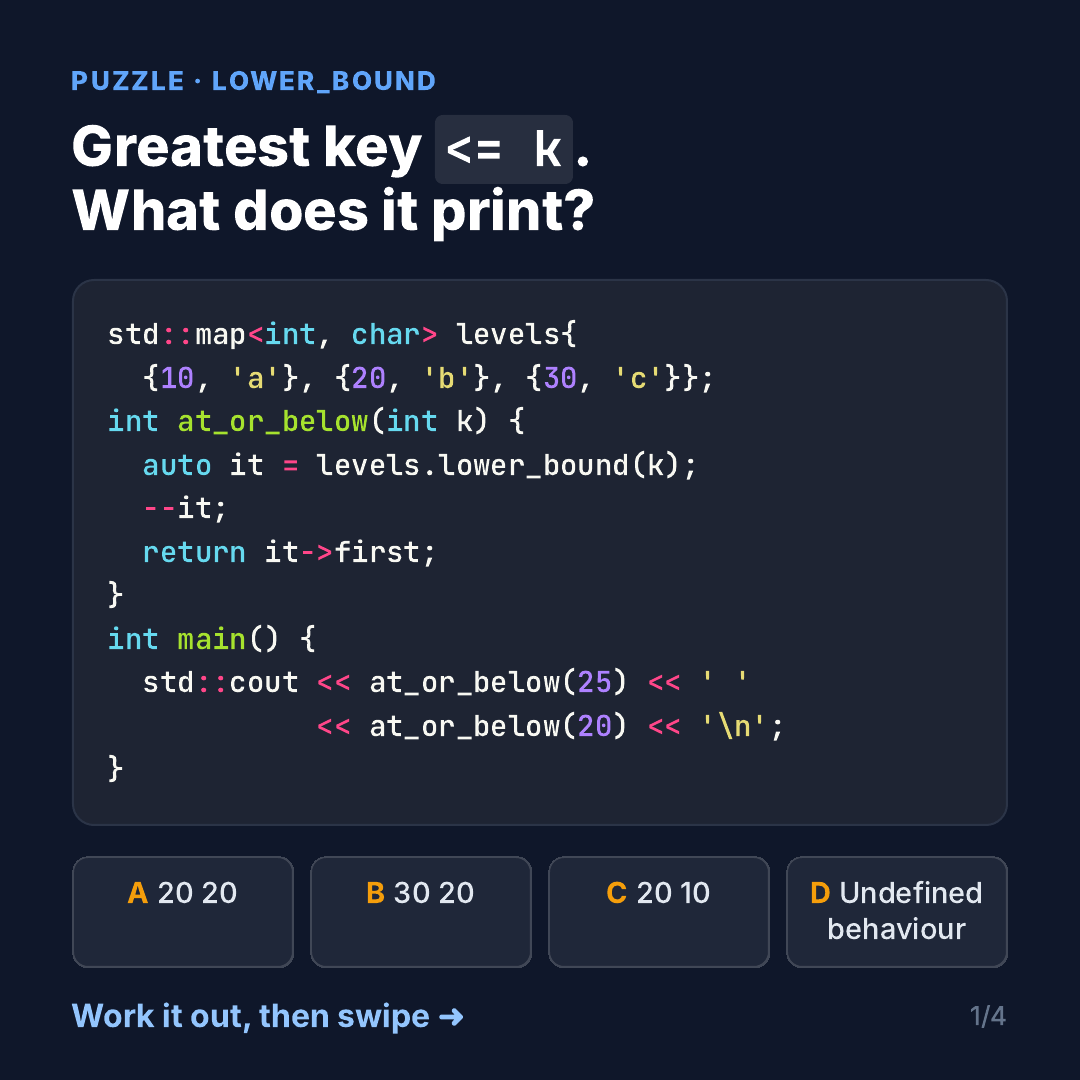 PUZZLE · LOWER_BOUND
Greatest key <= k.
What does it print?
std::map<int, char> levels{
  {10, 'a'}, {20, 'b'}, {30, 'c'}};
int at_or_below(int k) {
  auto it = levels.lower_bound(k);
  --it;
  return it->first;
}
int main() {
  std::cout << at_or_below(25) << ' '
            << at_or_below(20) << '\n';
}
A 20 20
B 30 20
C 20 10
D Undefined
behaviour
Work it out, then swipe ➜
1/4